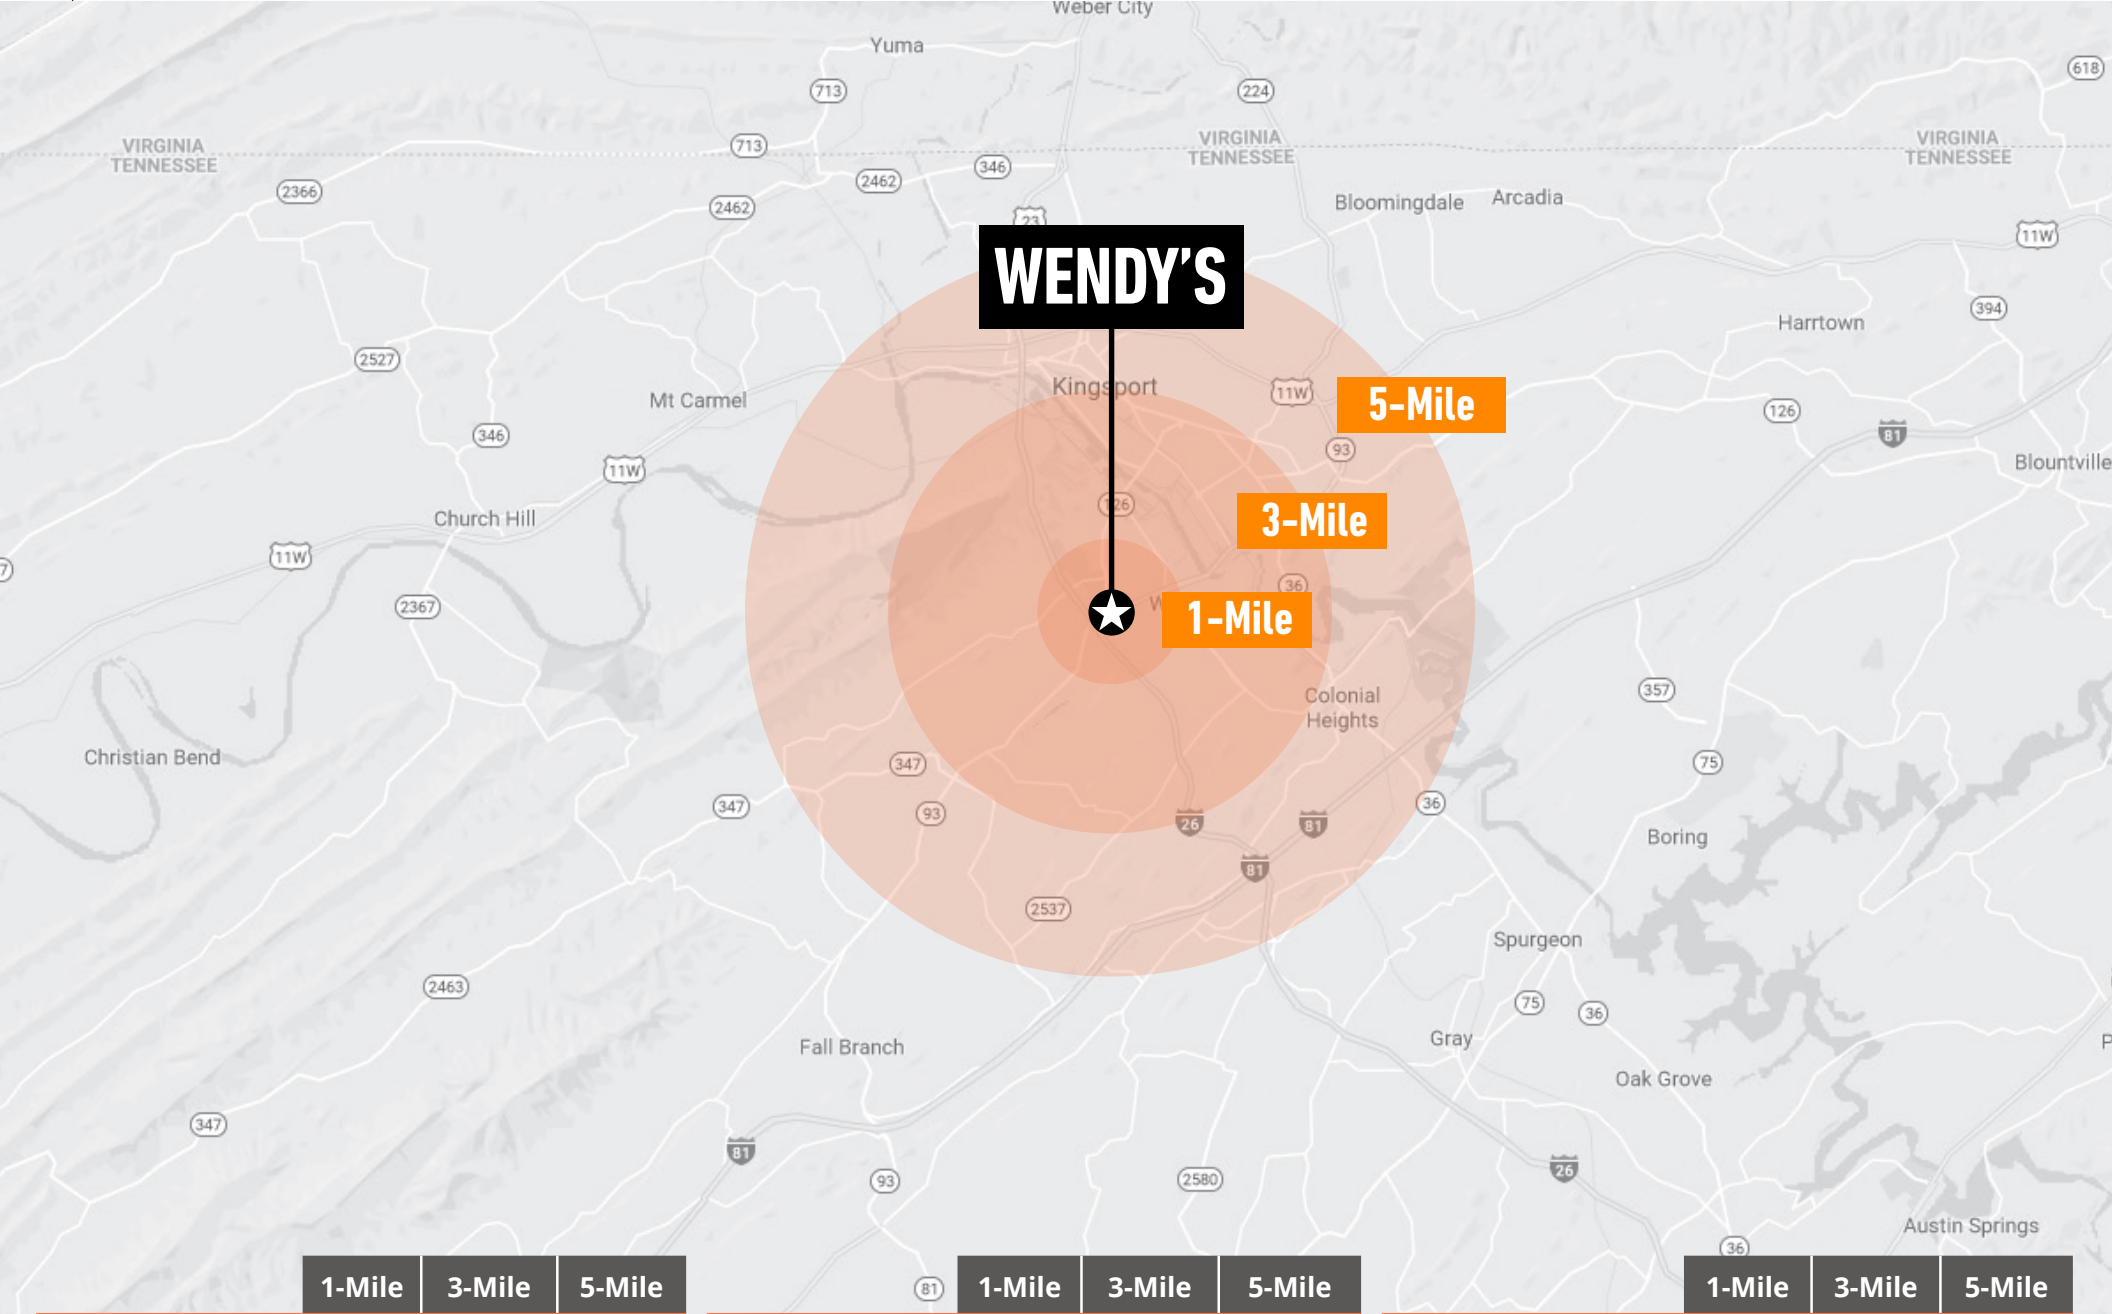 Weber City
Yuma
618
713
224
VIRGINIA
TENNESSEE
713
VIRGINIA
TENNESSEE
VIRGINIA
TENNESSEE
346
2462
2366
2462
Bloomingdale
Arcadia
23
11W
WENDY'S
394
Harrtown
2527
Kingsport
11W
Mt Carmel
5-Mile
126
81
346
93
Blountville
11W
126
Church Hill
3-Mile
11W
7
36
2367
W
1-Mile
357
Colonial
Heights
Christian Bend
347
75
347
93
26
81
36
Boring
81
2537
Spurgeon
2463
75
36
Gray
Fall Branch
P
Oak Grove
347
81
93
2580
26
Austin Springs
36
81
1-Mile 3-Mile 5-Mile
1-Mile 3-Mile 5-Mile
1-Mile 3-Mile 5-Mile